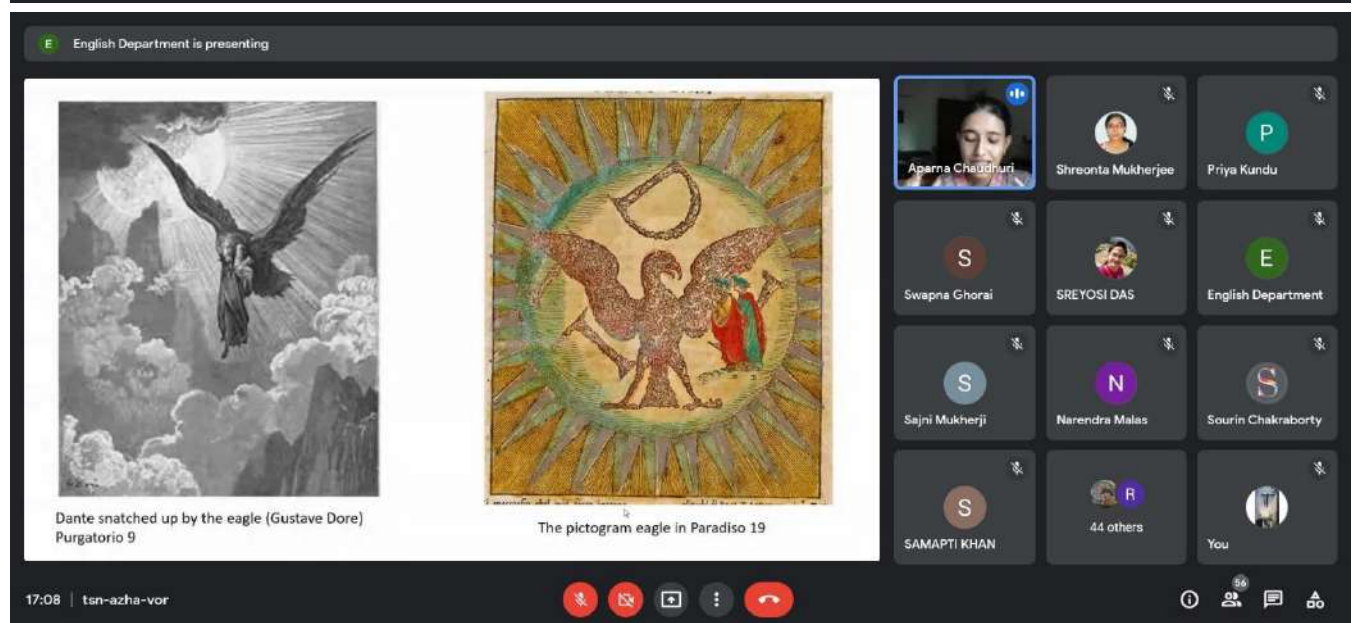 E English Department is presenting
Dante snatched up by the eagle (Gustave Dore)
Purgatorio 9
D
The pictogram eagle in Paradiso 19
Aparna Chaudhuri
Shreonta Mukherjee
P
Priya Kundu
S
Swapna Ghorai
SREYOSI DAS
E
English Department
S
Sajni Mukherji
N
Narendra Malas
S
Sourin Chakraborty
S
SAMAPTI KHAN
R
44 others
You
17:08 | tsn-azha-vor
56